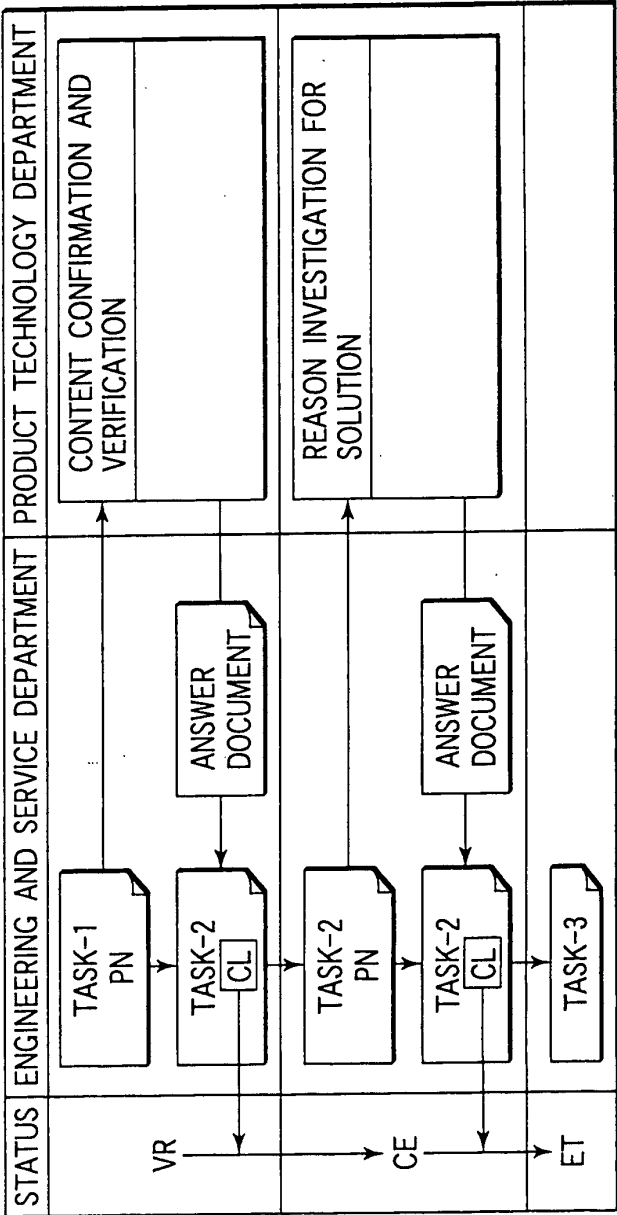 STATUS
ENGINEERING AND SERVICE DEPARTMENT
PRODUCT TECHNOLOGY DEPARTMENT
TASK-1
PN
CONTENT CONFIRMATION AND
VERIFICATION
VR
TASK-2
CL
ANSWER
DOCUMENT
TASK-2
PN
REASON INVESTIGATION FOR
SOLUTION
CE
TASK-2
CL
ANSWER
DOCUMENT
ET
TASK-3